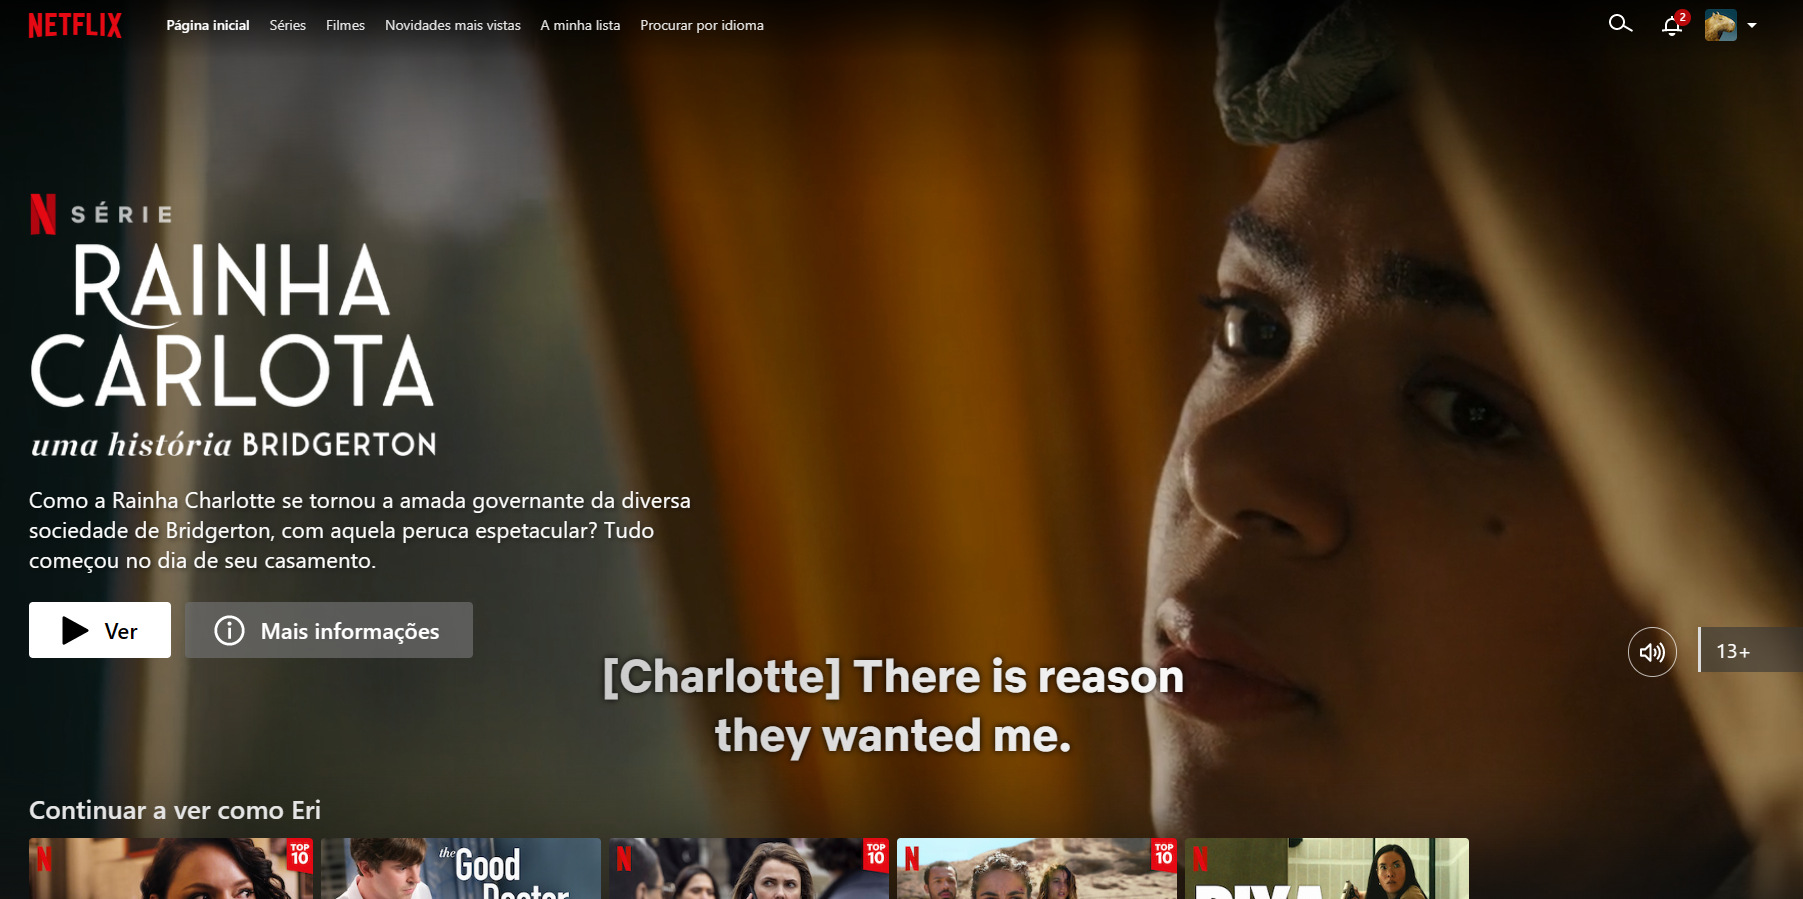 NETFLIX
Página inicial
Séries
Filmes
Novidades mais vistas
A minha lista
Procurar por idioma
2
N SÉRIE
RAINHA
CARLOTA
uma história BRIDGERTON
Como a Rainha Charlotte se tornou a amada governante da diversa
sociedade de Bridgerton, com aquela peruca espetacular? Tudo
começou no dia de seu casamento.
Ver
Mais informações
13+
[Charlotte] There is reason
they wanted me.
Continuar a ver como Eri
N
TOP
10
the Good
Doctor
N
TOP
10
N
TOP
10
N